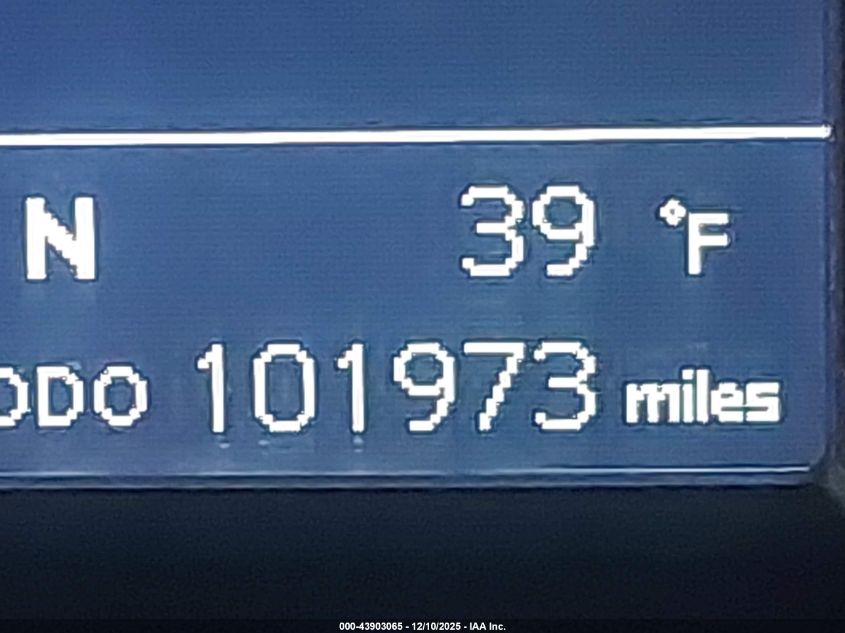 N 39 °F
ODO 101973 miles
000-43903065 - 12/10/2025 - IAA Inc.